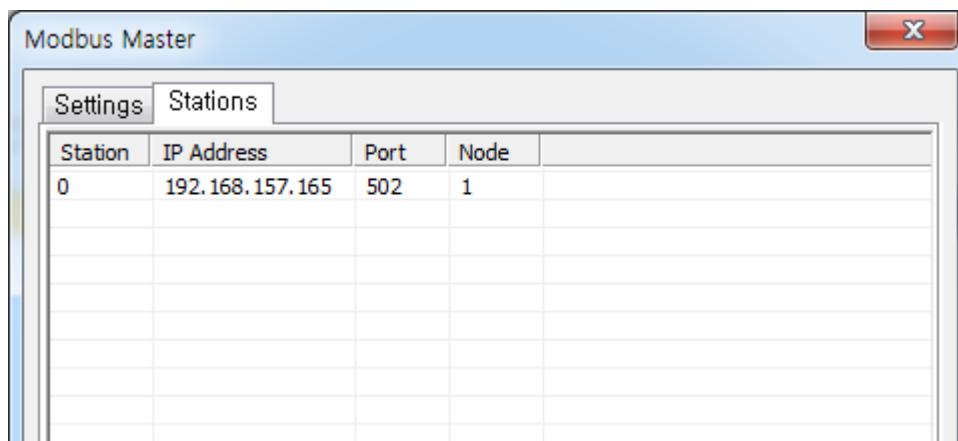 Modbus Master
Settings Stations
Station IP Address Port Node
0 192.168.157.165 502 1